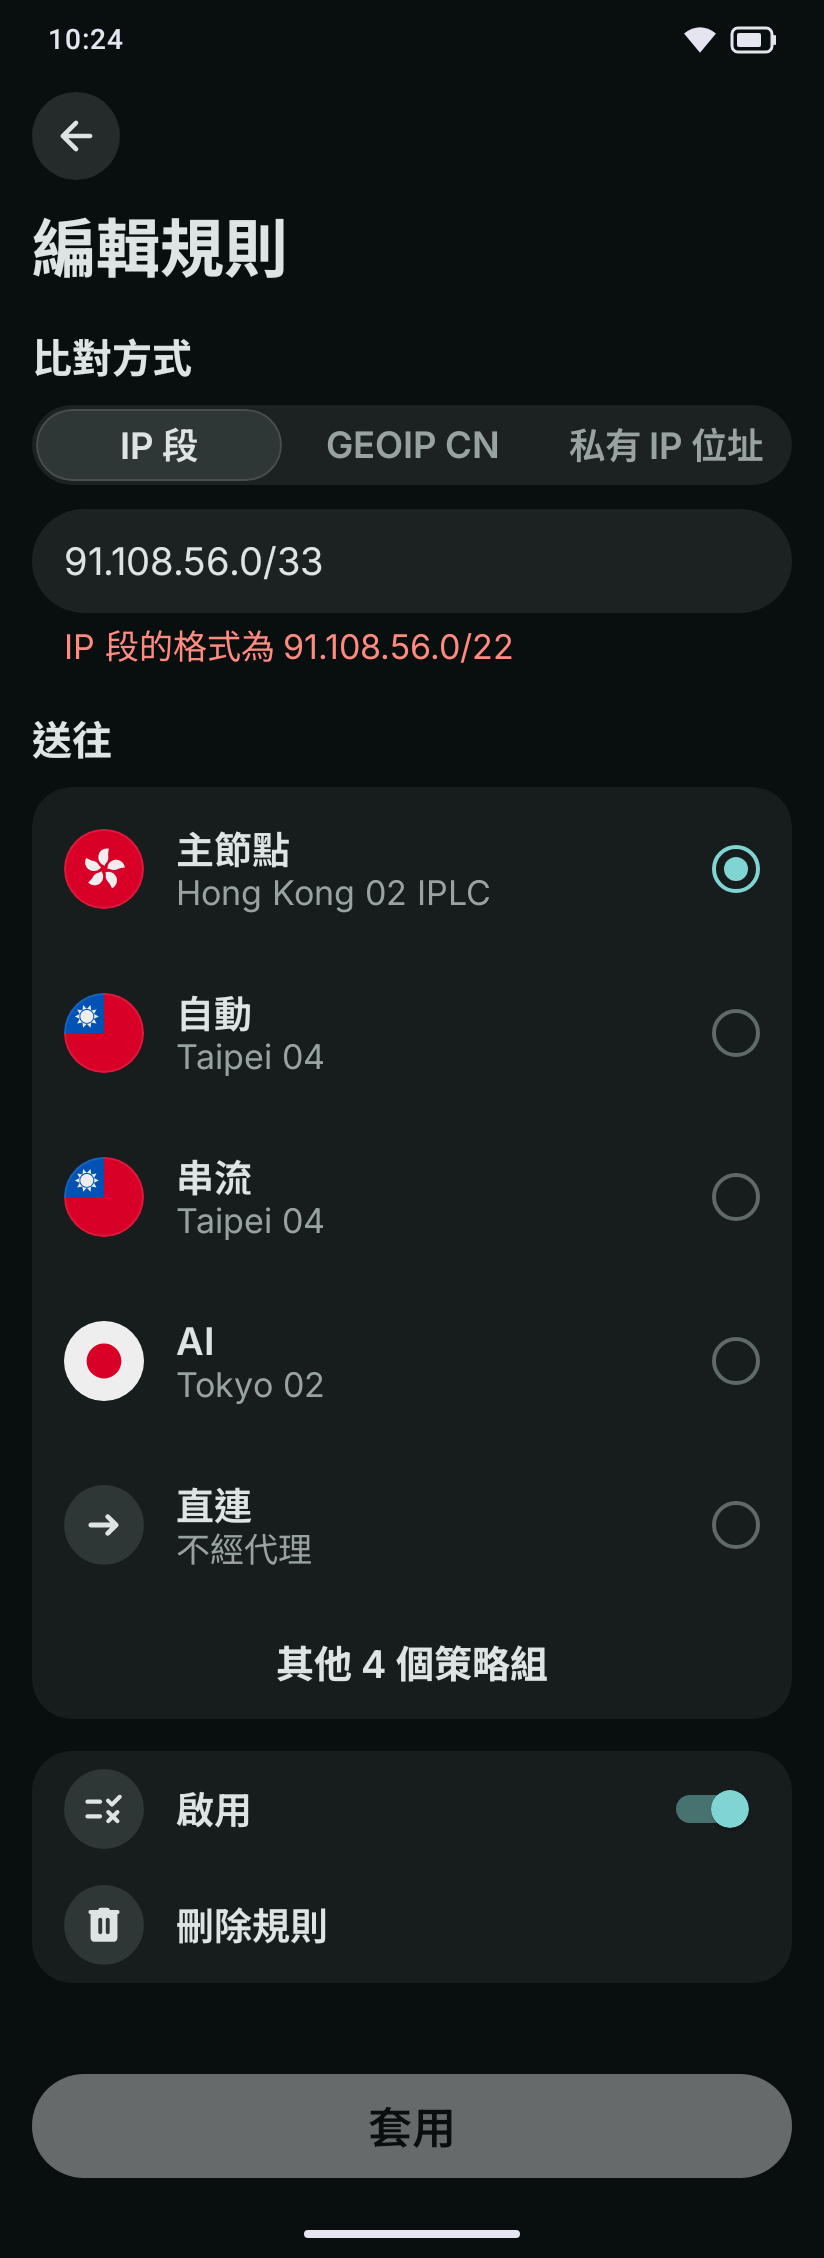 10:24
編輯規則
比對方式
IP 段
GEOIP CN
私有 IP 位址
91.108.56.0/33
IP 段的格式為 91.108.56.0/22
送往
主節點
Hong Kong 02 IPLC
自動
Taipei 04
串流
Taipei 04
AI
Tokyo 02
直連
不經代理
其他 4 個策略組
啟用
刪除規則
套用